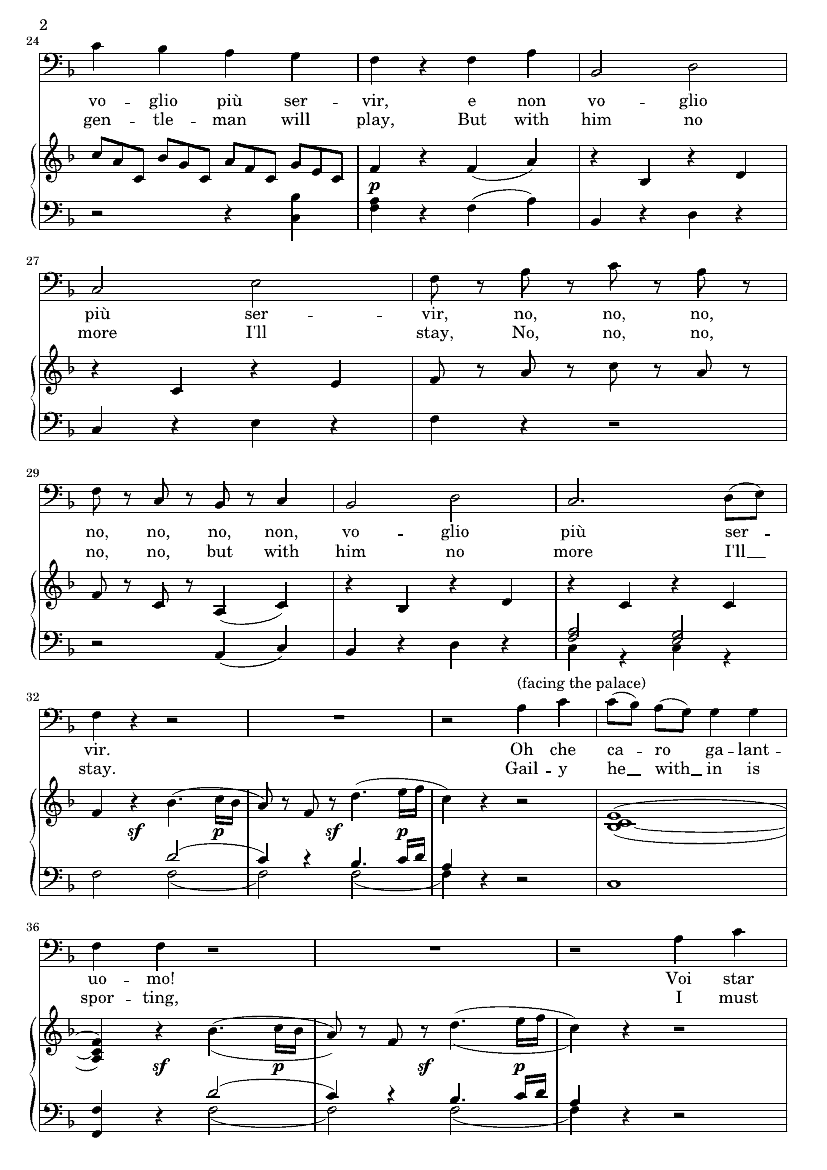 2
24
vo - glio più ser - vir, e non vo - glio
gen - tle - man will play, But with him no
p
27
più ser - - vir, no, no, no,
more I'll stay, No, no, no,
29
no, no, no, non, vo - glio più ser -
no, no, but with him no more I'll __
(facing the palace)
32
vir. Oh che ca - ro ga - lant -
stay. Gail - y he __ with __ in is
sf p sf p
36
uo - mo! Voi star
spor - ting, I must
sf p sf p